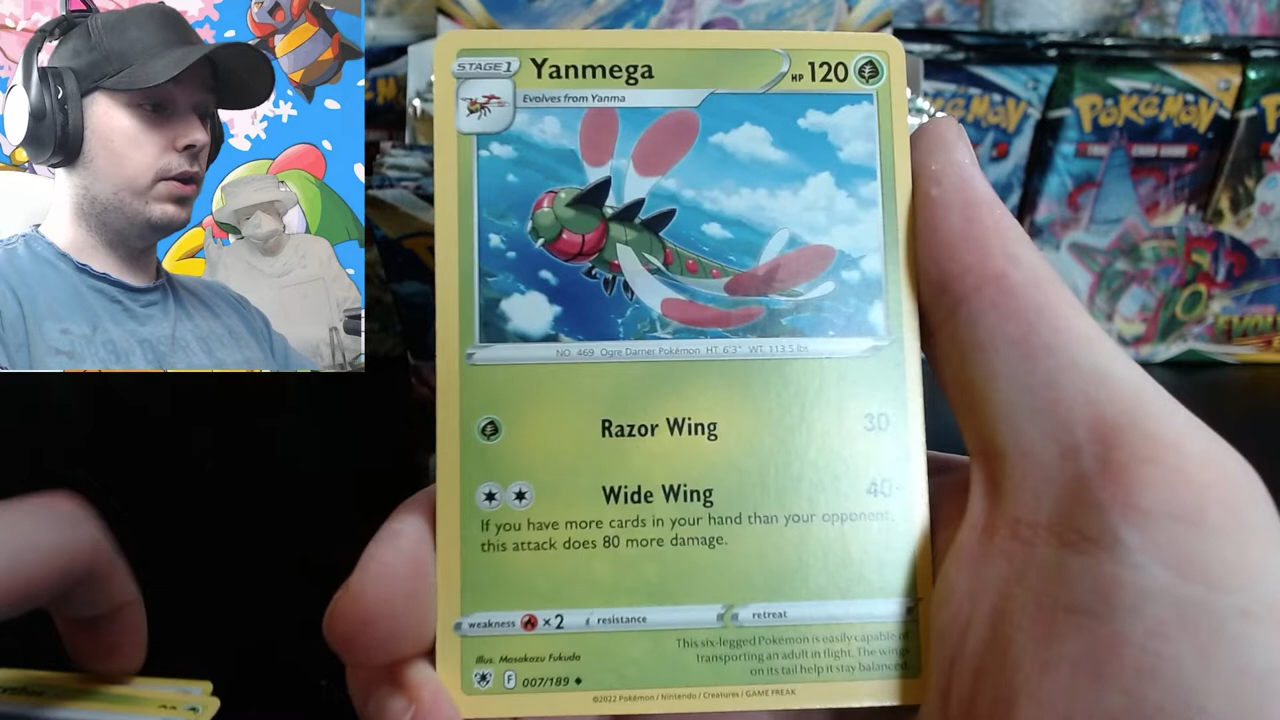 STAGE 1 Yanmega HP 120
Evolves from Yanma
NO. 469 Ogre Darner Pokémon HT: 6'3" WT: 113.5 lbs
Razor Wing 30
Wide Wing 40
If you have more cards in your hand than your opponent,
this attack does 80 more damage.
weakness ×2 resistance retreat
This six-legged Pokémon is easily capable of
transporting an adult in flight. The wings
on its tail help it stay balanced.
Illus. Masakazu Fukuda
F 007/189
©2022 Pokémon / Nintendo / Creatures / GAME FREAK
POKÉMON